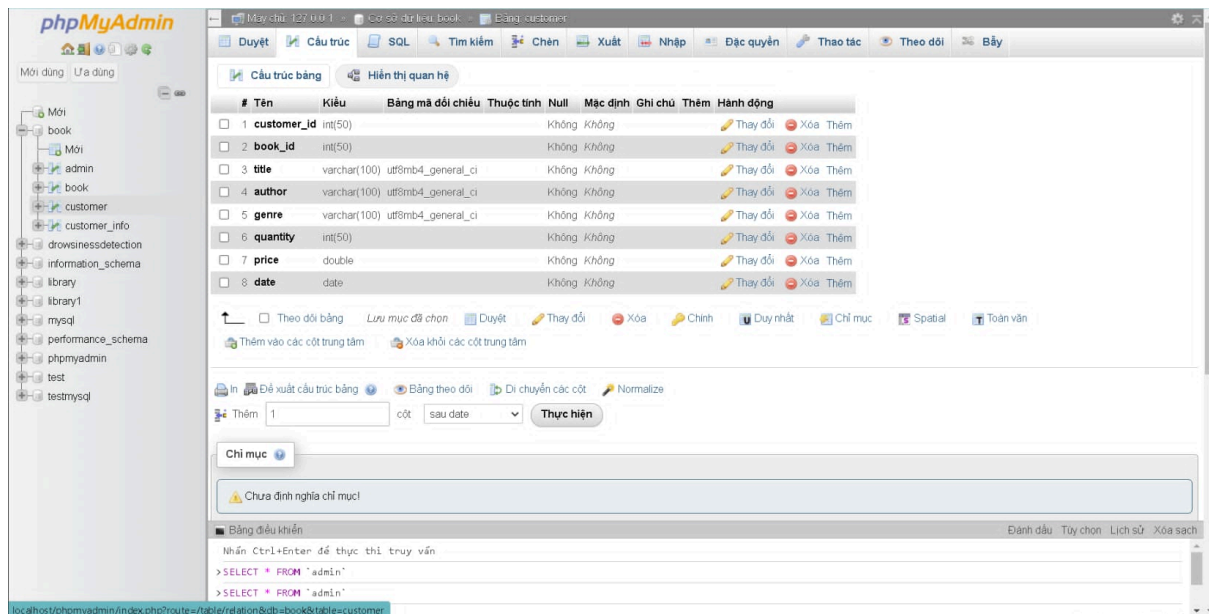 phpMyAdmin
Máy chủ: 127.0.0.1 » Cơ sở dữ liệu: book » Bảng: customer
Duyệt Cấu trúc SQL Tìm kiếm Chèn Xuất Nhập Đặc quyền Thao tác Theo dõi Bẫy
Mới dùng Ưa dùng
Cấu trúc bảng Hiển thị quan hệ
Mới
book
Mới
admin
book
customer
customer_info
drowsinessdetection
information_schema
library
library1
mysql
performance_schema
phpmyadmin
test
testmysql
# Tên Kiểu Bảng mã đối chiếu Thuộc tính Null Mặc định Ghi chú Thêm Hành động
1 customer_id int(50) Không Không Thay đổi Xóa Thêm
2 book_id int(50) Không Không Thay đổi Xóa Thêm
3 title varchar(100) utf8mb4_general_ci Không Không Thay đổi Xóa Thêm
4 author varchar(100) utf8mb4_general_ci Không Không Thay đổi Xóa Thêm
5 genre varchar(100) utf8mb4_general_ci Không Không Thay đổi Xóa Thêm
6 quantity int(50) Không Không Thay đổi Xóa Thêm
7 price double Không Không Thay đổi Xóa Thêm
8 date date Không Không Thay đổi Xóa Thêm
Theo dõi bảng Lưu mục đã chọn Duyệt Thay đổi Xóa Chính Duy nhất Chỉ mục Spatial Toàn văn
Thêm vào các cột trung tâm Xóa khỏi các cột trung tâm
In Đề xuất cấu trúc bảng Bảng theo dõi Di chuyển các cột Normalize
Thêm 1 cột sau date Thực hiện
Chỉ mục
Chưa định nghĩa chỉ mục!
Bảng điều khiển Đánh dấu Tùy chọn Lịch sử Xóa sạch
Nhấn Ctrl+Enter để thực thi truy vấn
>SELECT * FROM `admin`
>SELECT * FROM `admin`
localhost/phpmyadmin/index.php?route=/table/relation&db=book&table=customer